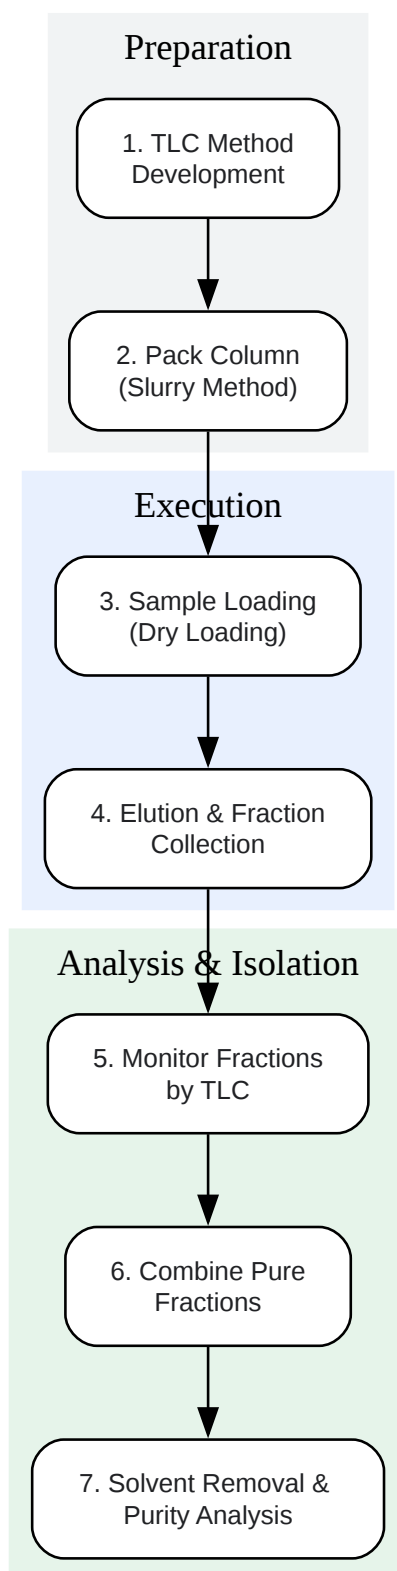 Preparation
1. TLC Method
Development
2. Pack Column
(Slurry Method)
Execution
3. Sample Loading
(Dry Loading)
4. Elution & Fraction
Collection
Analysis & Isolation
5. Monitor Fractions
by TLC
6. Combine Pure
Fractions
7. Solvent Removal &
Purity Analysis